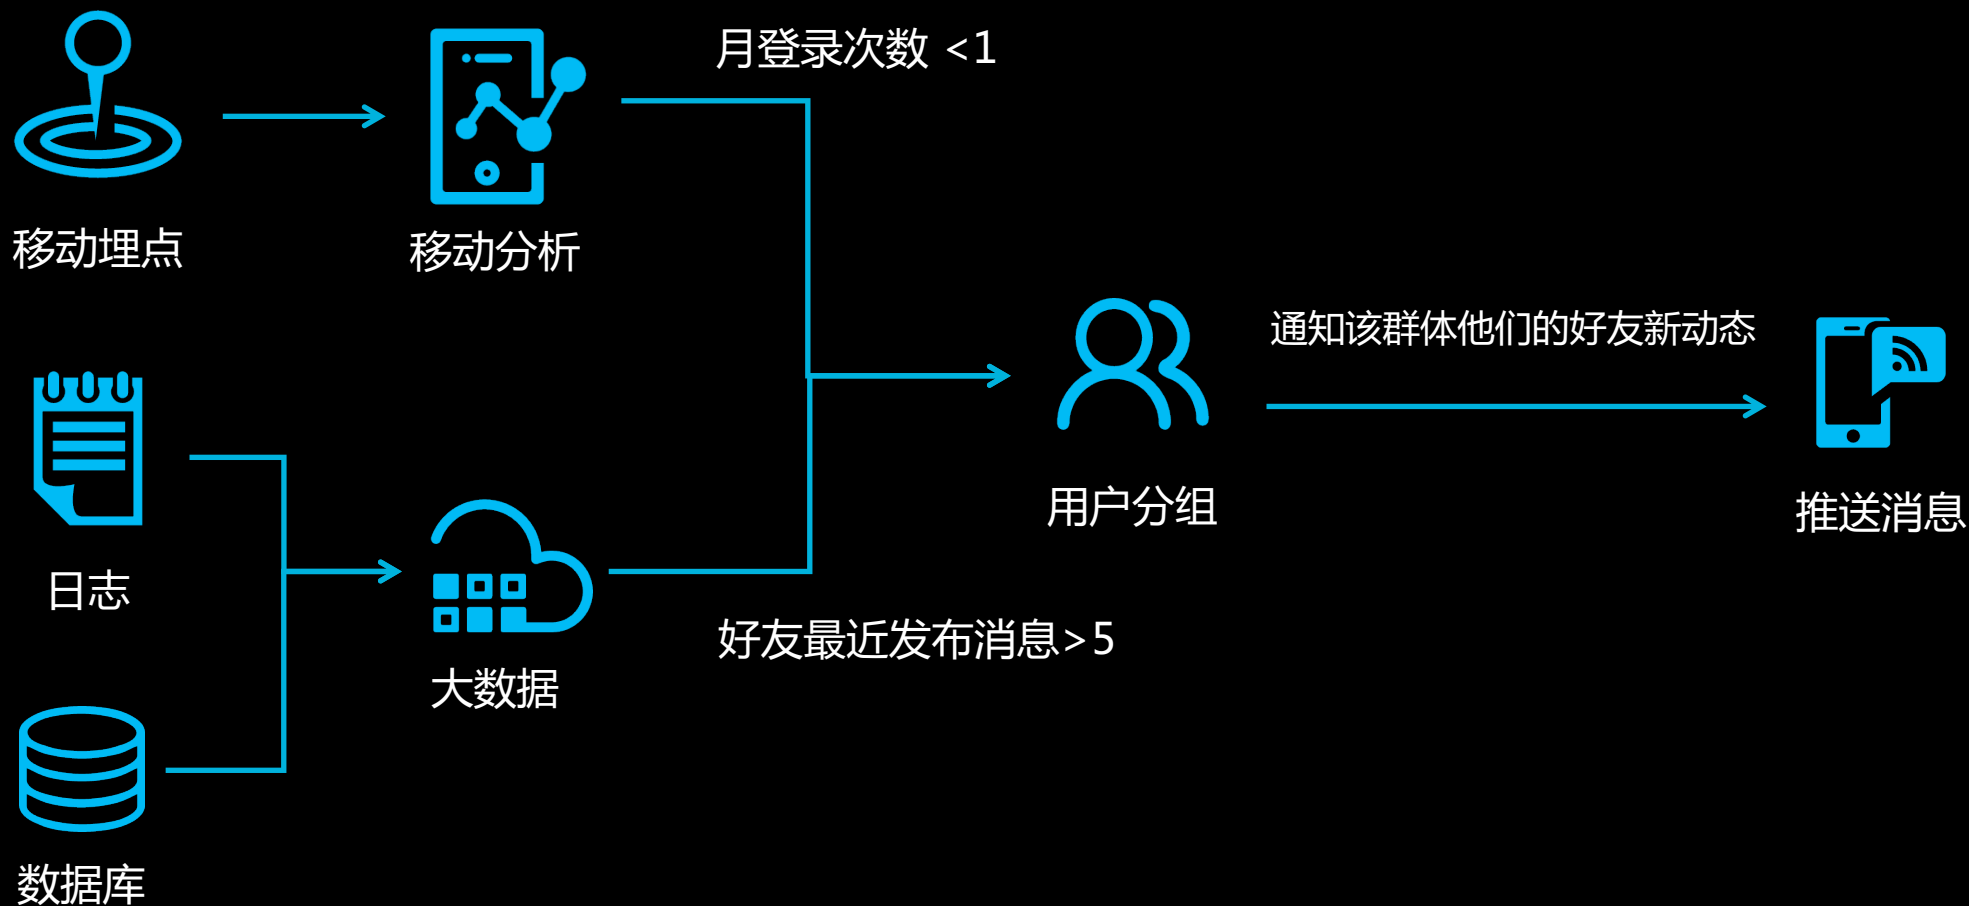 月登录次数 <1
移动埋点
移动分析
通知该群体他们的好友新动态
用户分组
推送消息
日志
好友最近发布消息>5
大数据
数据库